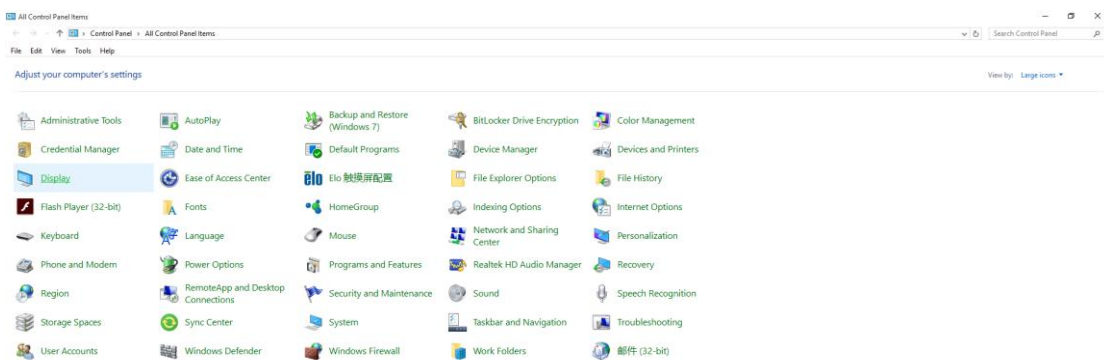 All Control Panel Items
Control Panel › All Control Panel Items
Search Control Panel
File Edit View Tools Help
Adjust your computer's settings
View by: Large icons
Administrative Tools
AutoPlay
Backup and Restore
(Windows 7)
BitLocker Drive Encryption
Color Management
Credential Manager
Date and Time
Default Programs
Device Manager
Devices and Printers
Display
Ease of Access Center
elo
Elo 触摸屏配置
File Explorer Options
File History
Flash Player (32-bit)
Fonts
HomeGroup
Indexing Options
Internet Options
Keyboard
Language
Mouse
Network and Sharing
Center
Personalization
Phone and Modem
Power Options
Programs and Features
Realtek HD Audio Manager
Recovery
Region
RemoteApp and Desktop
Connections
Security and Maintenance
Sound
Speech Recognition
Storage Spaces
Sync Center
System
Taskbar and Navigation
Troubleshooting
User Accounts
Windows Defender
Windows Firewall
Work Folders
邮件 (32-bit)